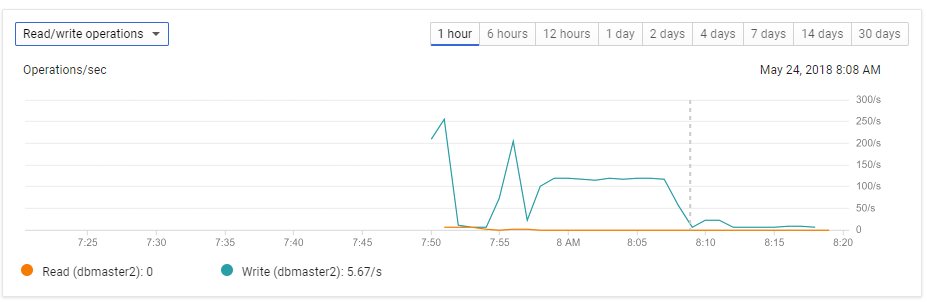 Read/write operations 1 hour 6 hours 12 hours 1 day 2 days 4 days 7 days 14 days 30 days
Operations/sec May 24, 2018 8:08 AM
300/s
250/s
200/s
150/s
100/s
50/s
0
7:25 7:30 7:35 7:40 7:45 7:50 7:55 8 AM 8:05 8:10 8:15 8:20
Read (dbmaster2): 0 Write (dbmaster2): 5.67/s